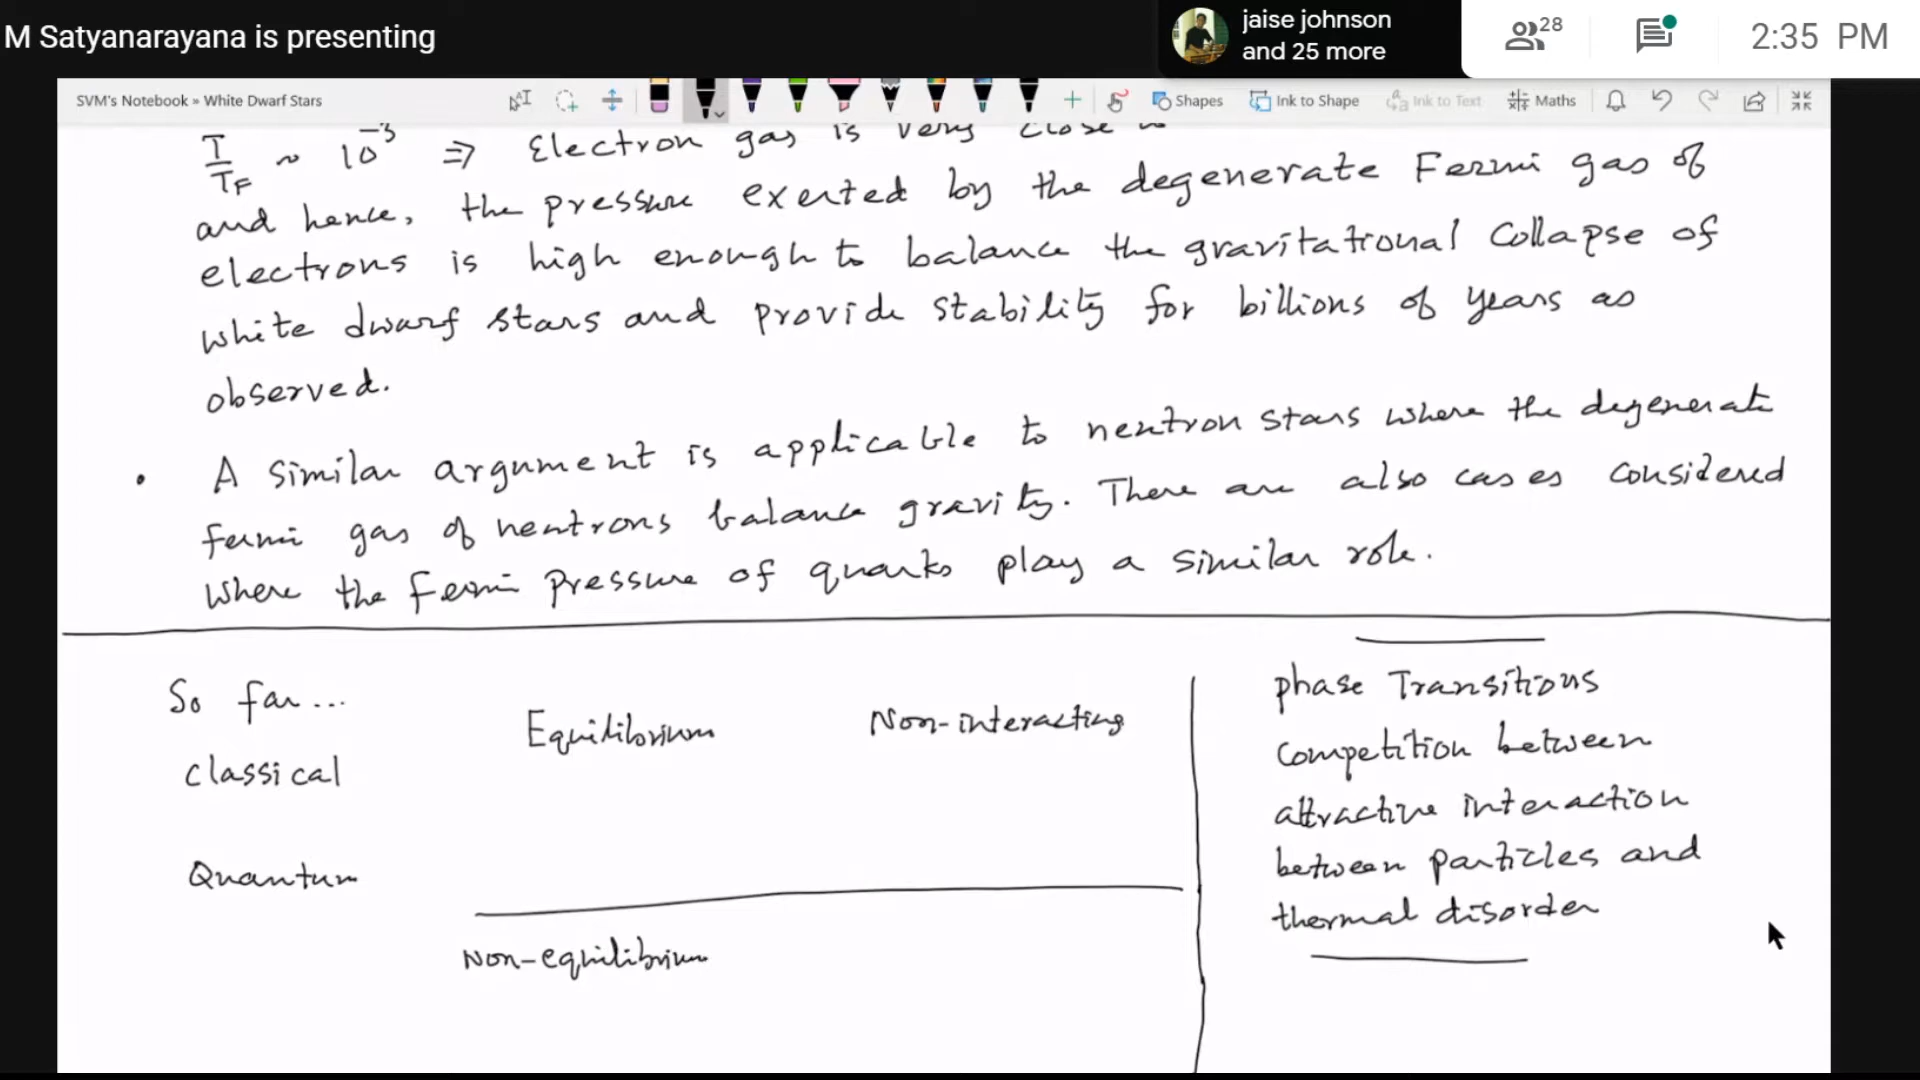 M Satyanarayana is presenting
jaise johnson
and 25 more
28
2:35 PM
SVM's Notebook » White Dwarf Stars
Shapes
Ink to Shape
Ink to Text
Maths
T/T_F ~ 10^-3 ⇒ Electron gas is very close
and hence, the pressure exerted by the degenerate Fermi gas of
electrons is high enough to balance the gravitational collapse of
white dwarf stars and provide stability for billions of years as
observed.
• A similar argument is applicable to neutron stars where the degenerate
fermi gas of neutrons balance gravity. There are also cases considered
where the fermi pressure of quarks play a similar role.
So far...
Equilibrium
Non-interacting
classical
Quantum
Non-equilibrium
phase Transitions
competition between
attractive interaction
between particles and
thermal disorder